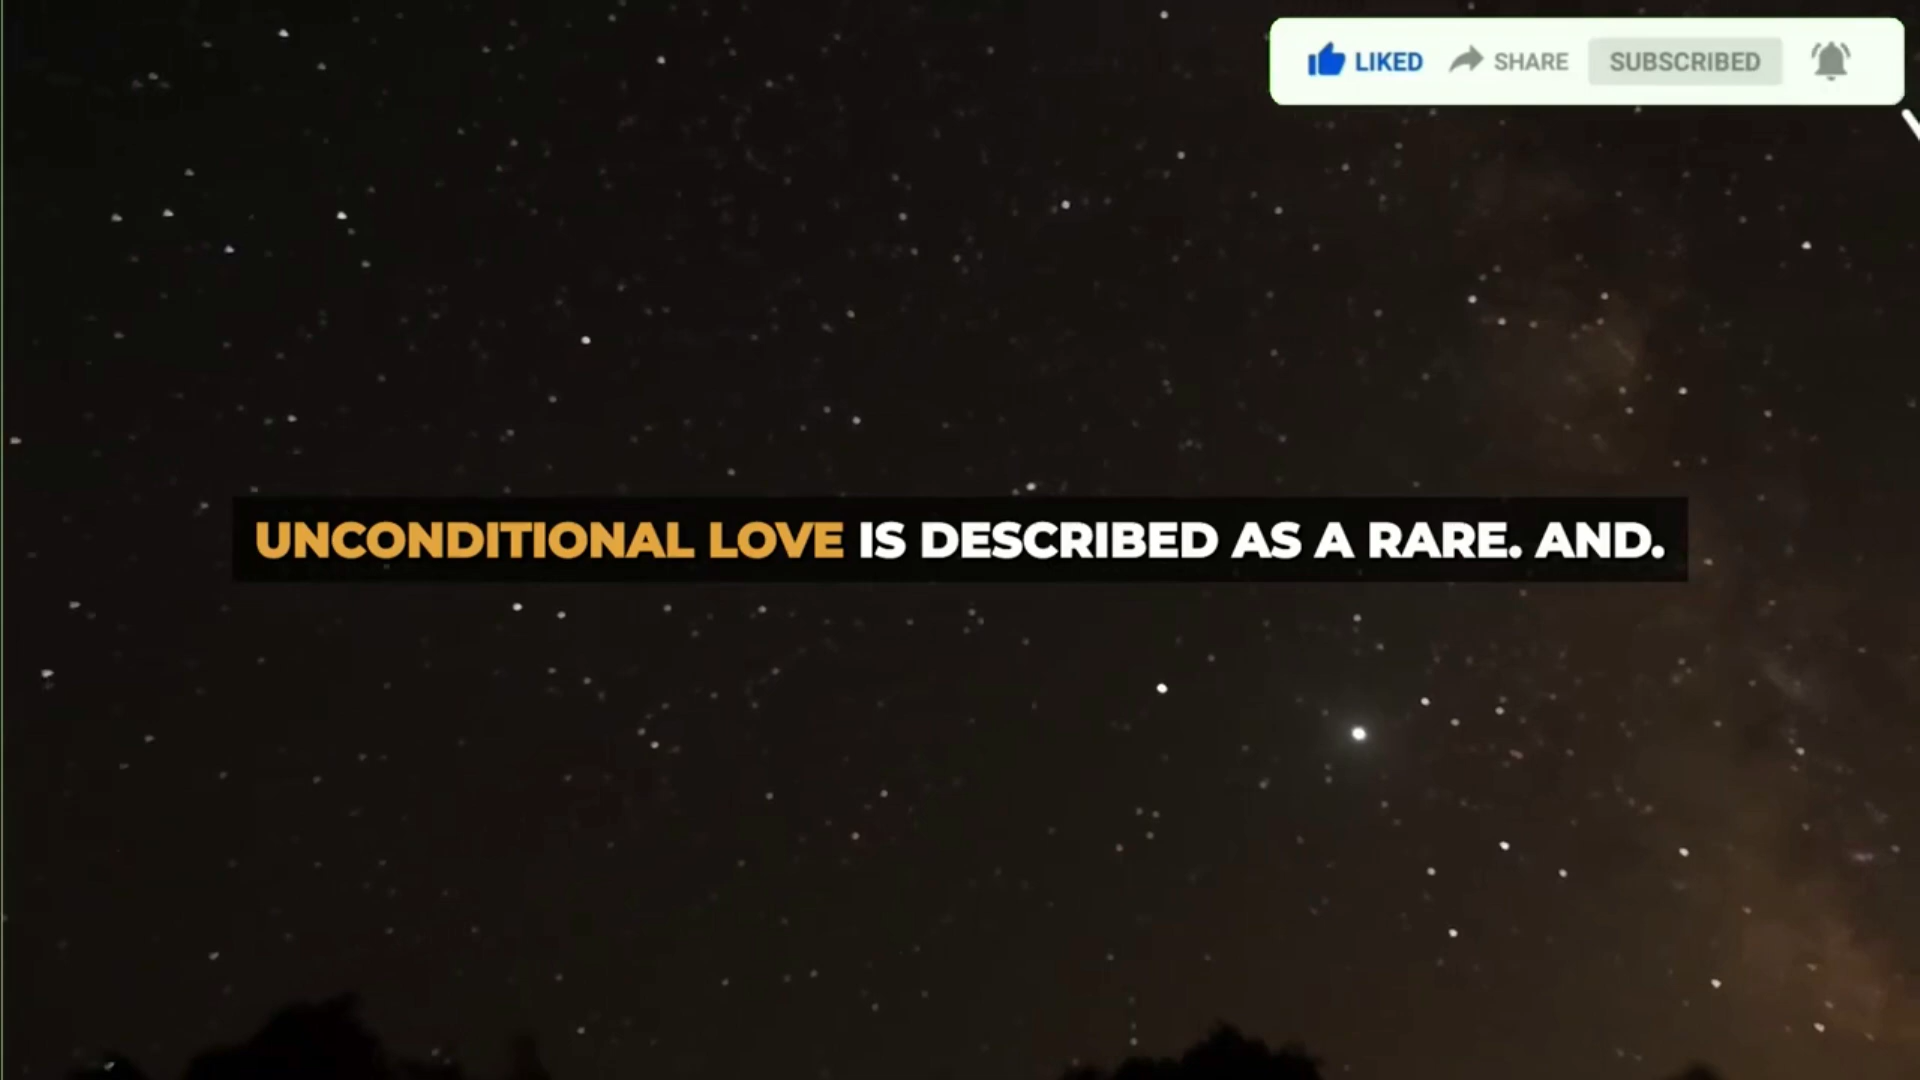 LIKED SHARE SUBSCRIBED
UNCONDITIONAL LOVE IS DESCRIBED AS A RARE. AND.